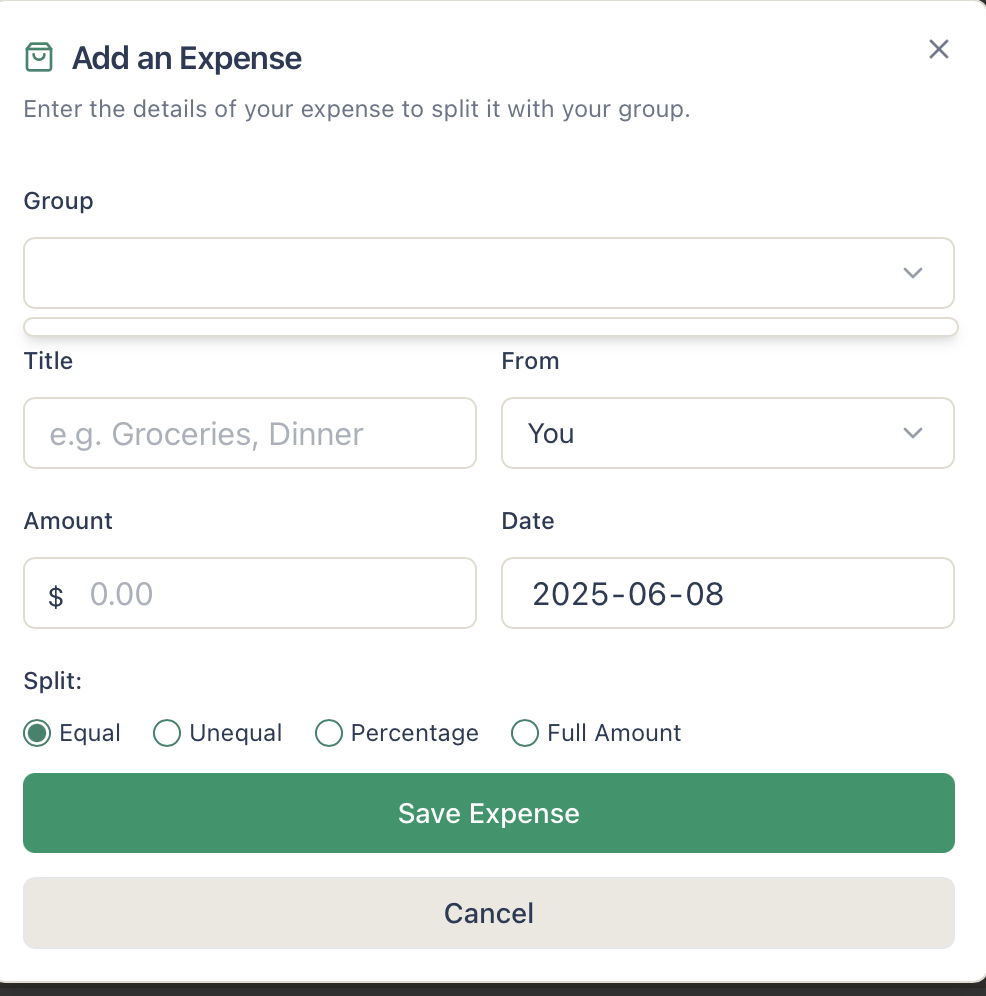 Add an Expense
Enter the details of your expense to split it with your group.
Group
Title
From
e.g. Groceries, Dinner
You
Amount
Date
$ 0.00
2025-06-08
Split:
Equal Unequal Percentage Full Amount
Save Expense
Cancel